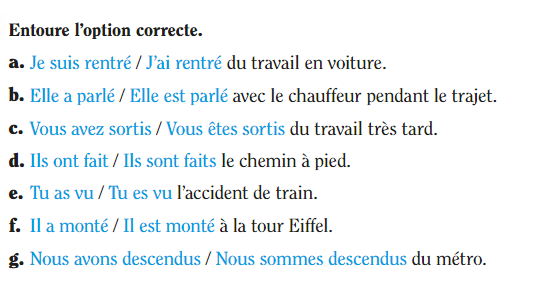 Entoure l'option correcte.
a. Je suis rentré / J'ai rentré du travail en voiture.
b. Elle a parlé / Elle est parlé avec le chauffeur pendant le trajet.
c. Vous avez sortis / Vous êtes sortis du travail très tard.
d. Ils ont fait / Ils sont faits le chemin à pied.
e. Tu as vu / Tu es vu l'accident de train.
f. Il a monté / Il est monté à la tour Eiffel.
g. Nous avons descendus / Nous sommes descendus du métro.